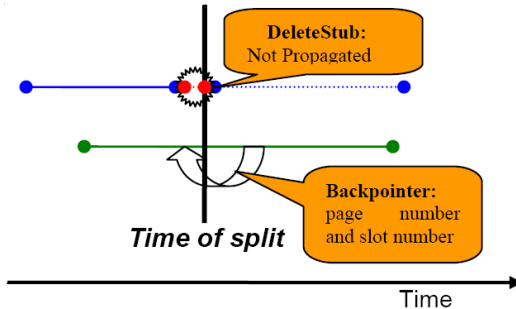 DeleteStub:
Not Propagated
Backpointer:
page number
and slot number
Time of split
Time